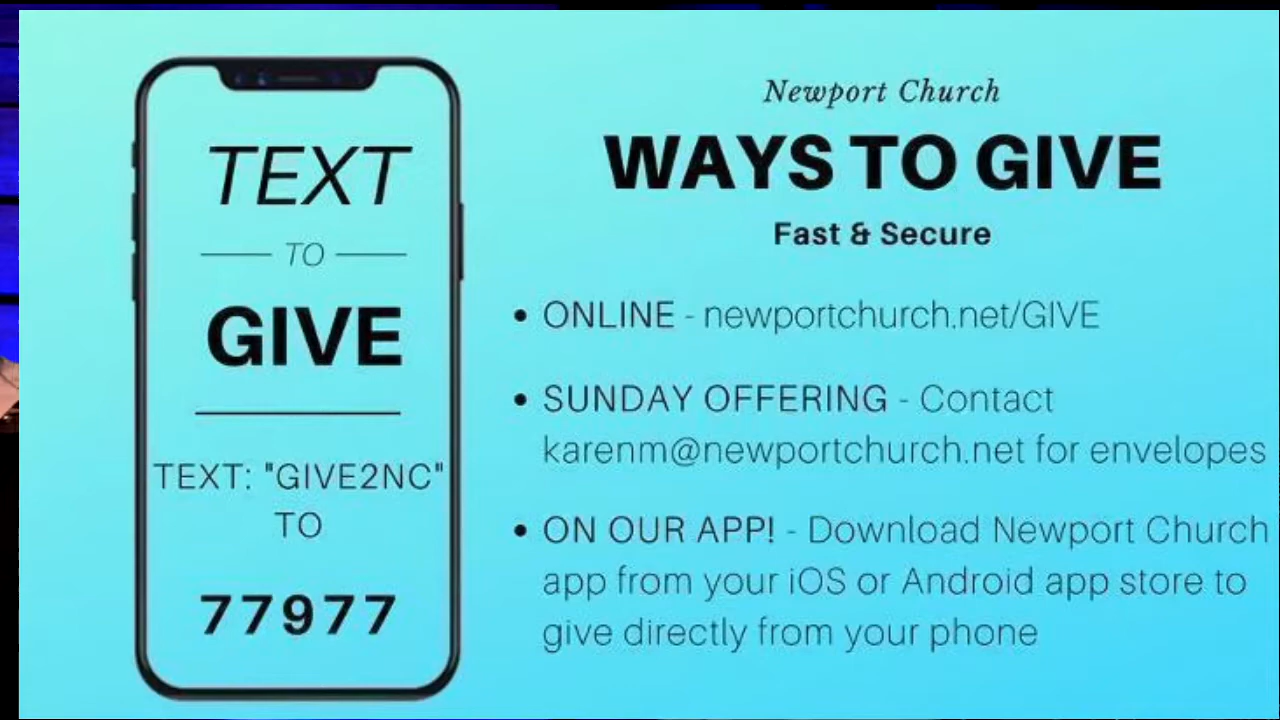 TEXT
TO
GIVE
TEXT: "GIVE2NC"
TO
77977
Newport Church
WAYS TO GIVE
Fast & Secure
• ONLINE - newportchurch.net/GIVE
• SUNDAY OFFERING - Contact
karenm@newportchurch.net for envelopes
• ON OUR APP! - Download Newport Church
app from your iOS or Android app store to
give directly from your phone